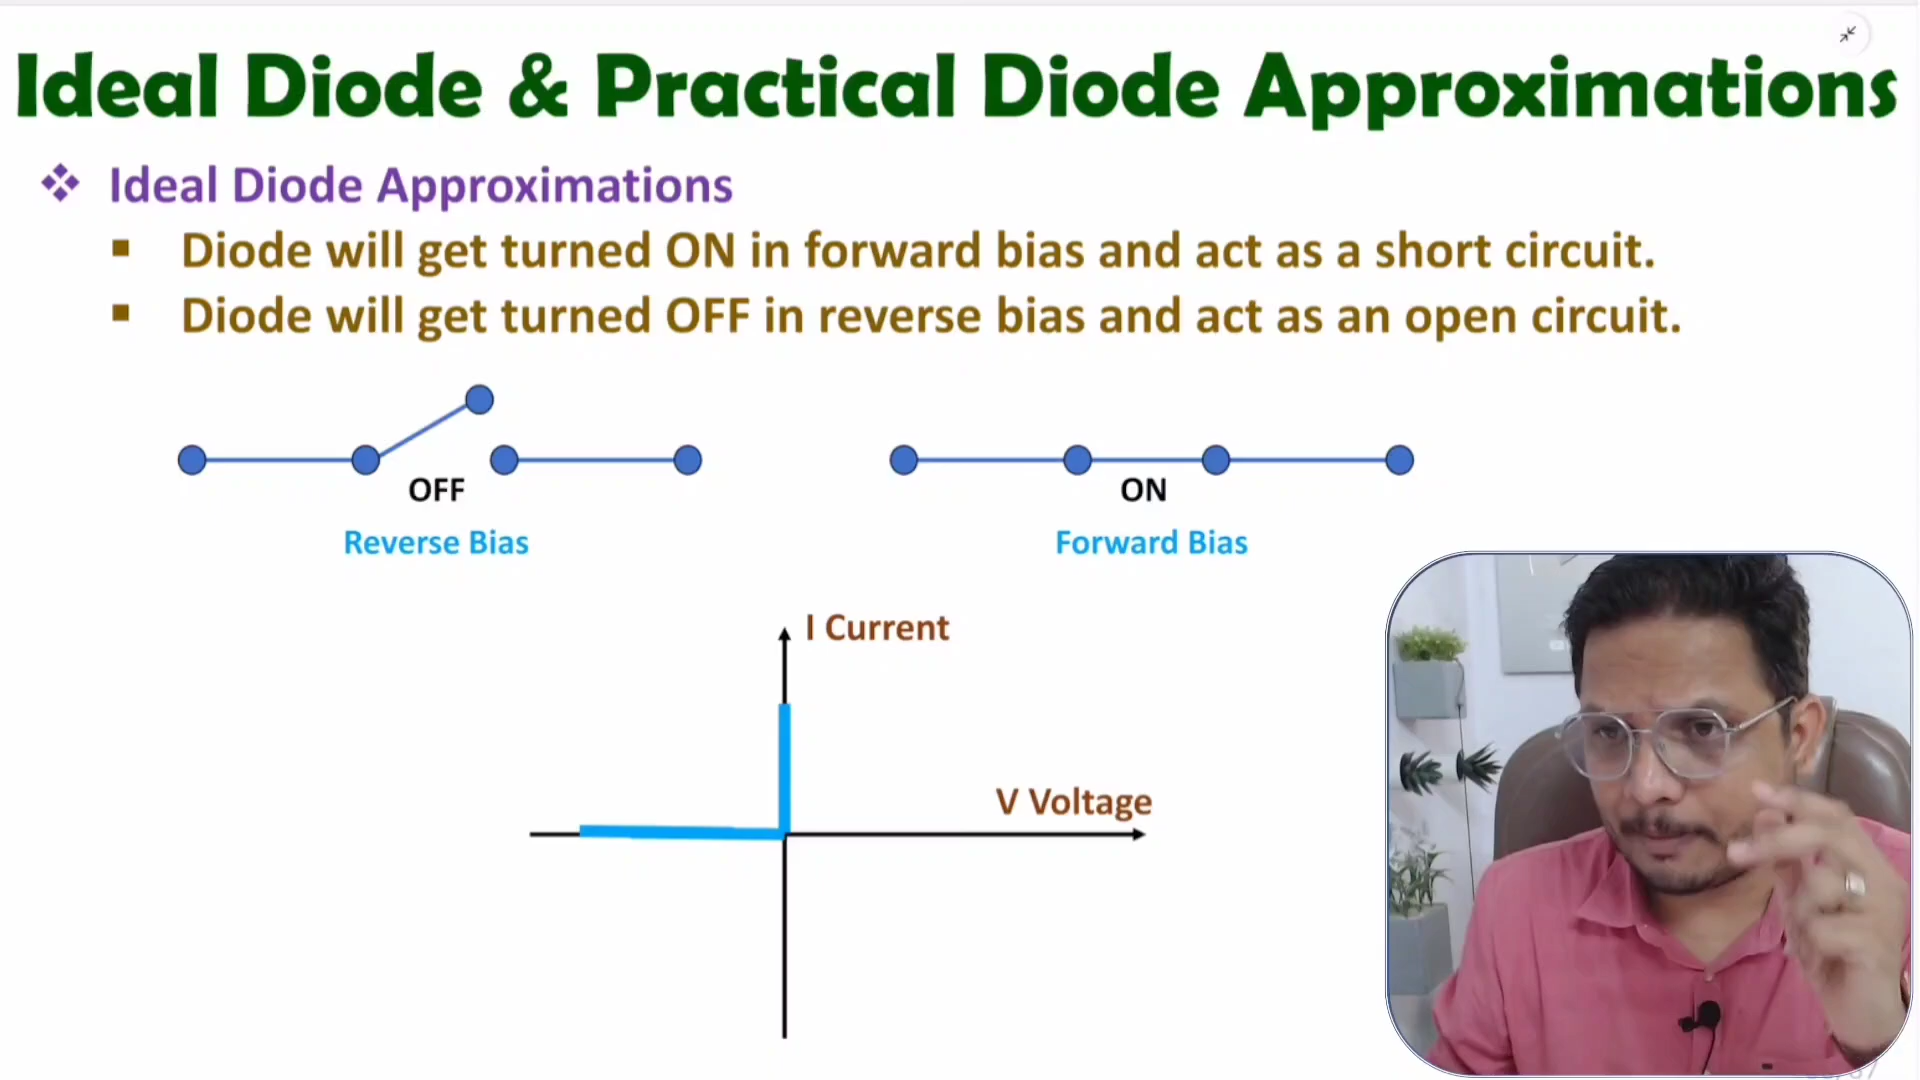 Ideal Diode & Practical Diode Approximations
Ideal Diode Approximations
Diode will get turned ON in forward bias and act as a short circuit.
Diode will get turned OFF in reverse bias and act as an open circuit.
OFF
ON
Reverse Bias
Forward Bias
I Current
V Voltage